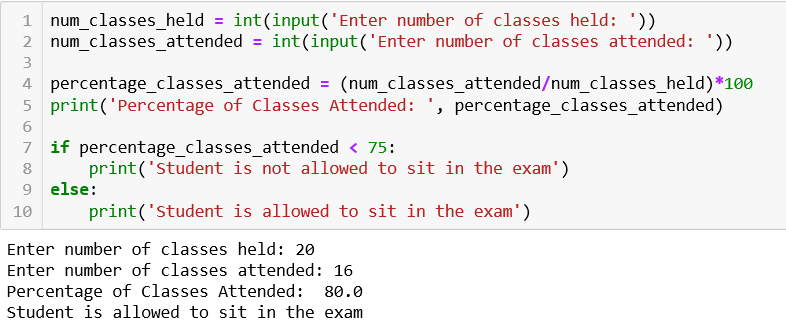 1 num_classes_held = int(input('Enter number of classes held: '))
2 num_classes_attended = int(input('Enter number of classes attended: '))
3
4 percentage_classes_attended = (num_classes_attended/num_classes_held)*100
5 print('Percentage of Classes Attended: ', percentage_classes_attended)
6
7 if percentage_classes_attended < 75:
8     print('Student is not allowed to sit in the exam')
9 else:
10     print('Student is allowed to sit in the exam')
Enter number of classes held: 20
Enter number of classes attended: 16
Percentage of Classes Attended:  80.0
Student is allowed to sit in the exam